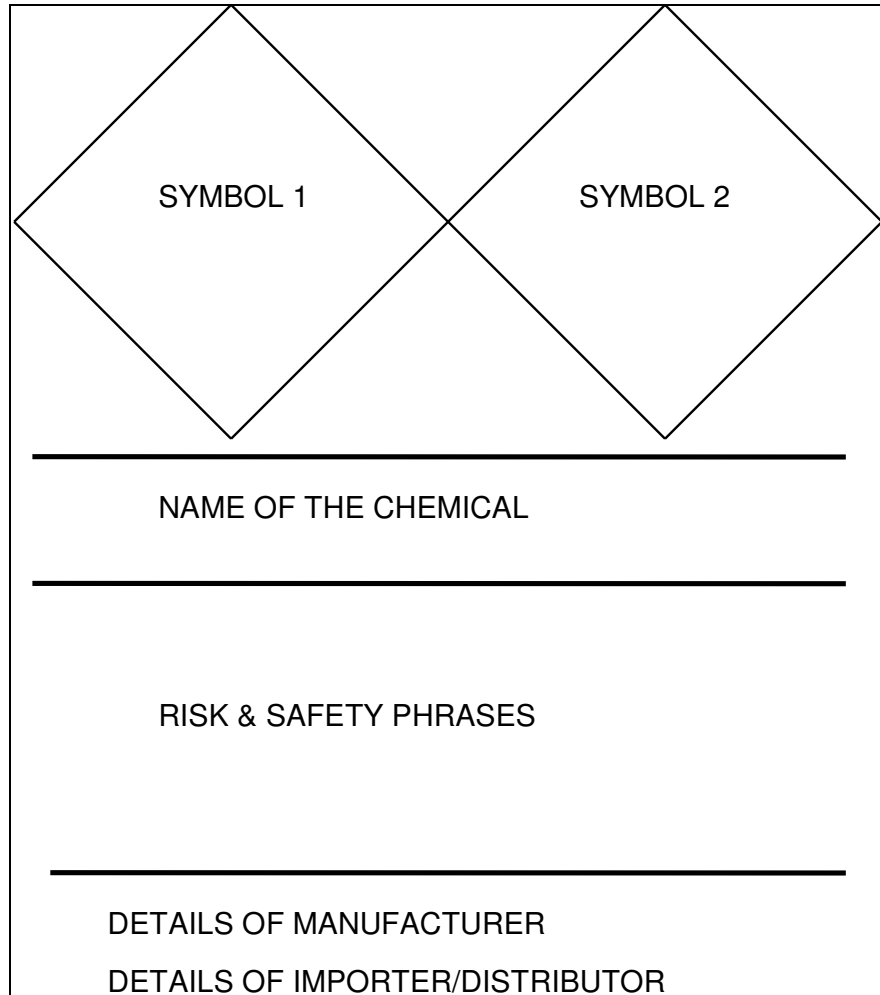 SYMBOL 1
SYMBOL 2
NAME OF THE CHEMICAL
RISK & SAFETY PHRASES
DETAILS OF MANUFACTURER
DETAILS OF IMPORTER/DISTRIBUTOR